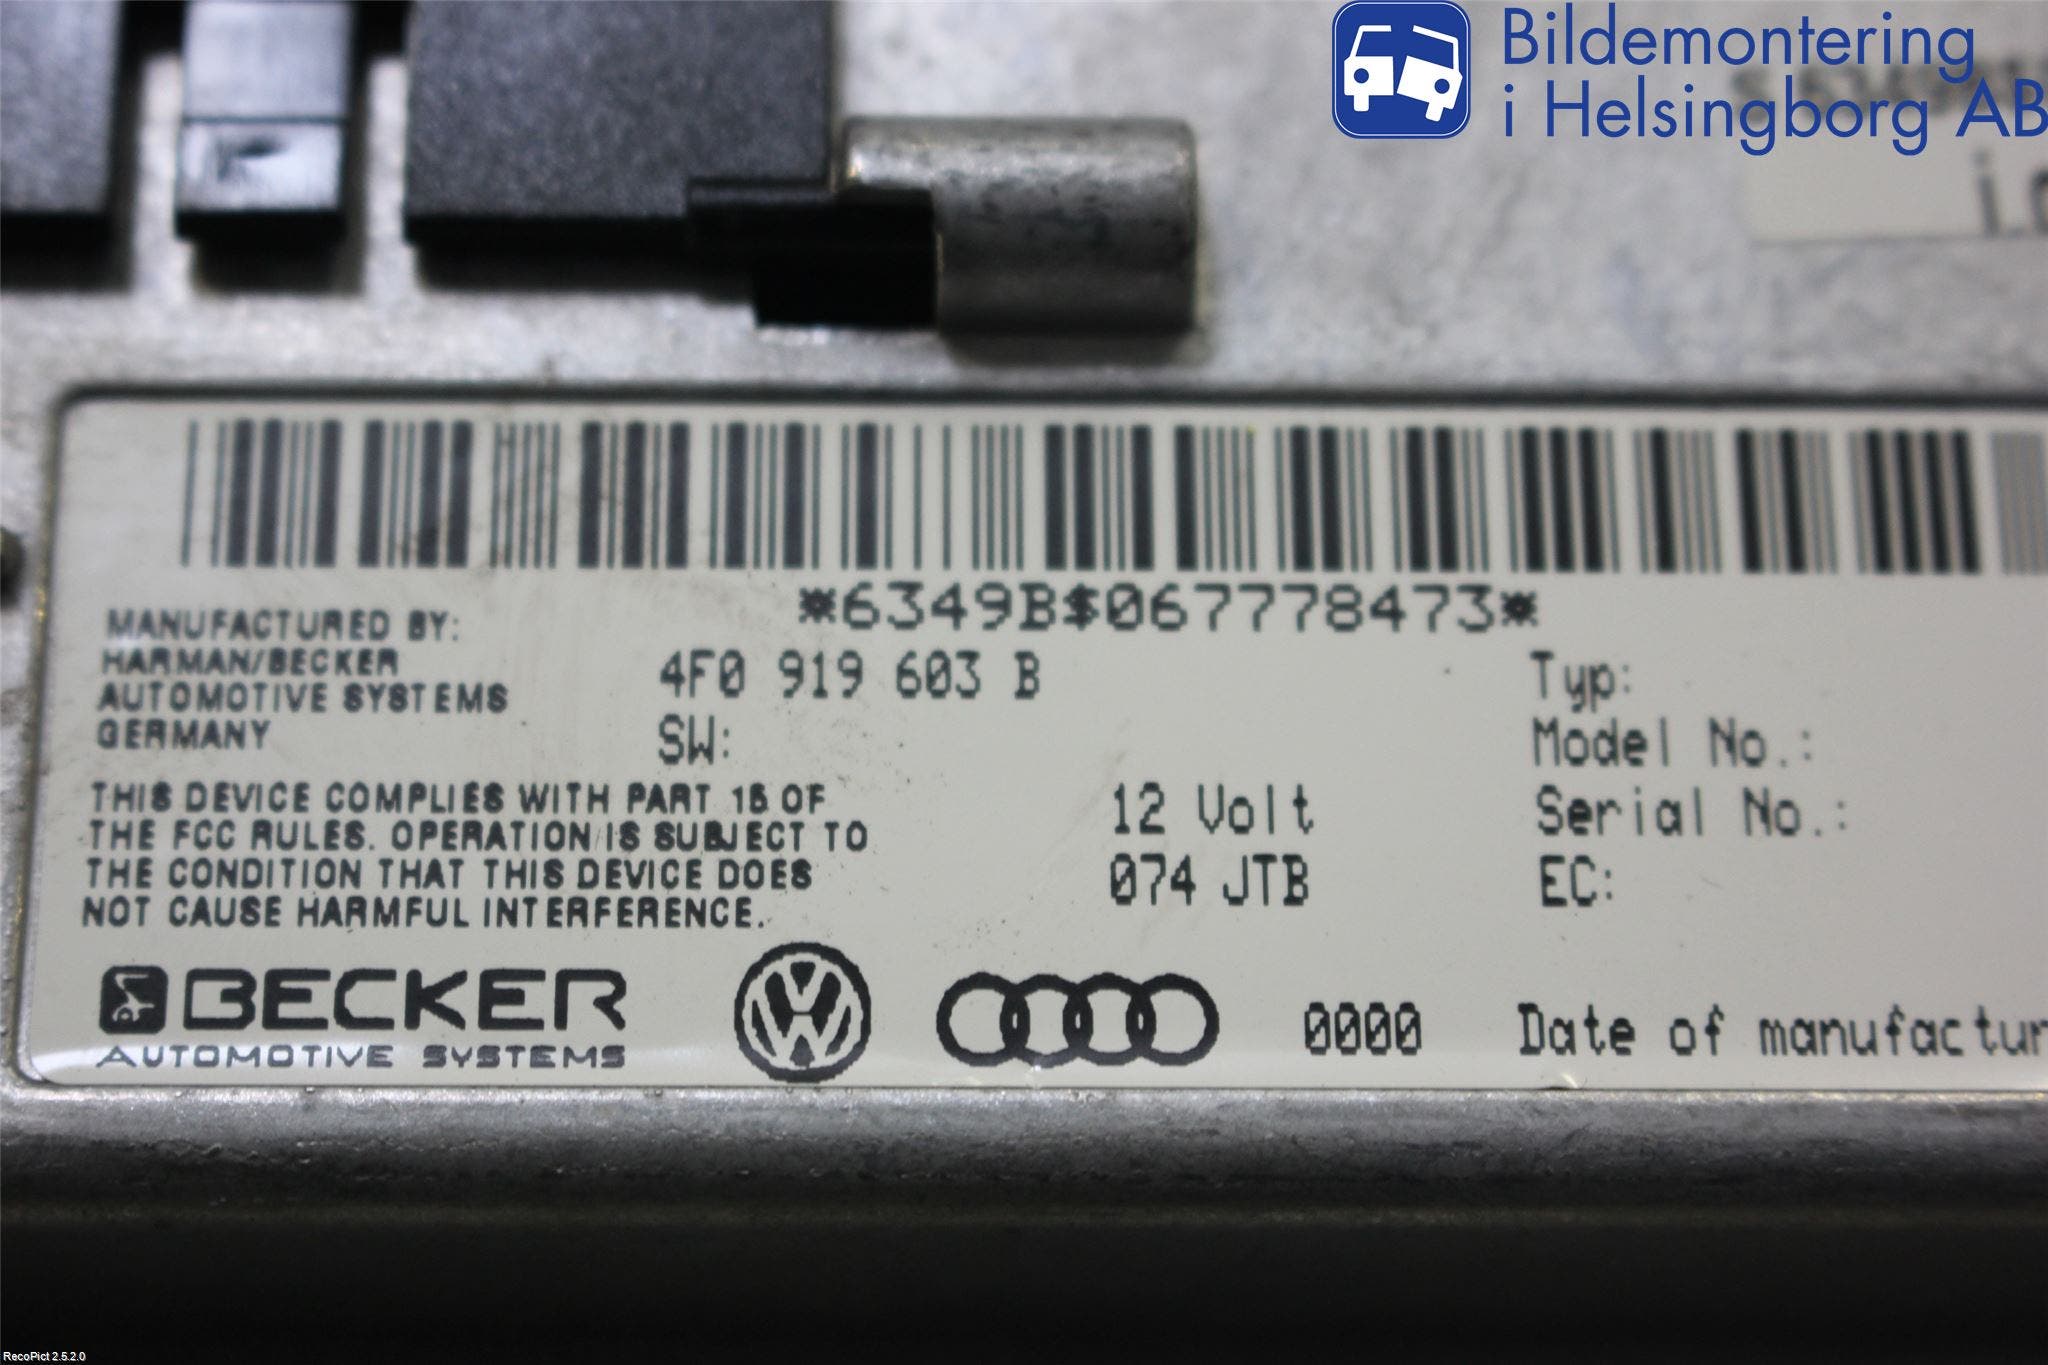 Bildemontering
i Helsingborg AB
*6349B$067778473*
MANUFACTURED BY:
HARMAN/BECKER
AUTOMOTIVE SYSTEMS
GERMANY
4F0 919 603 B
SW:
Typ:
Model No.:
Serial No.:
EC:
12 Volt
074 JTB
THIS DEVICE COMPLIES WITH PART 15 OF
THE FCC RULES. OPERATION IS SUBJECT TO
THE CONDITION THAT THIS DEVICE DOES
NOT CAUSE HARMFUL INTERFERENCE.
BECKER
AUTOMOTIVE SYSTEMS
0000
Date of manufactur
RecoPict 2.5.2.0